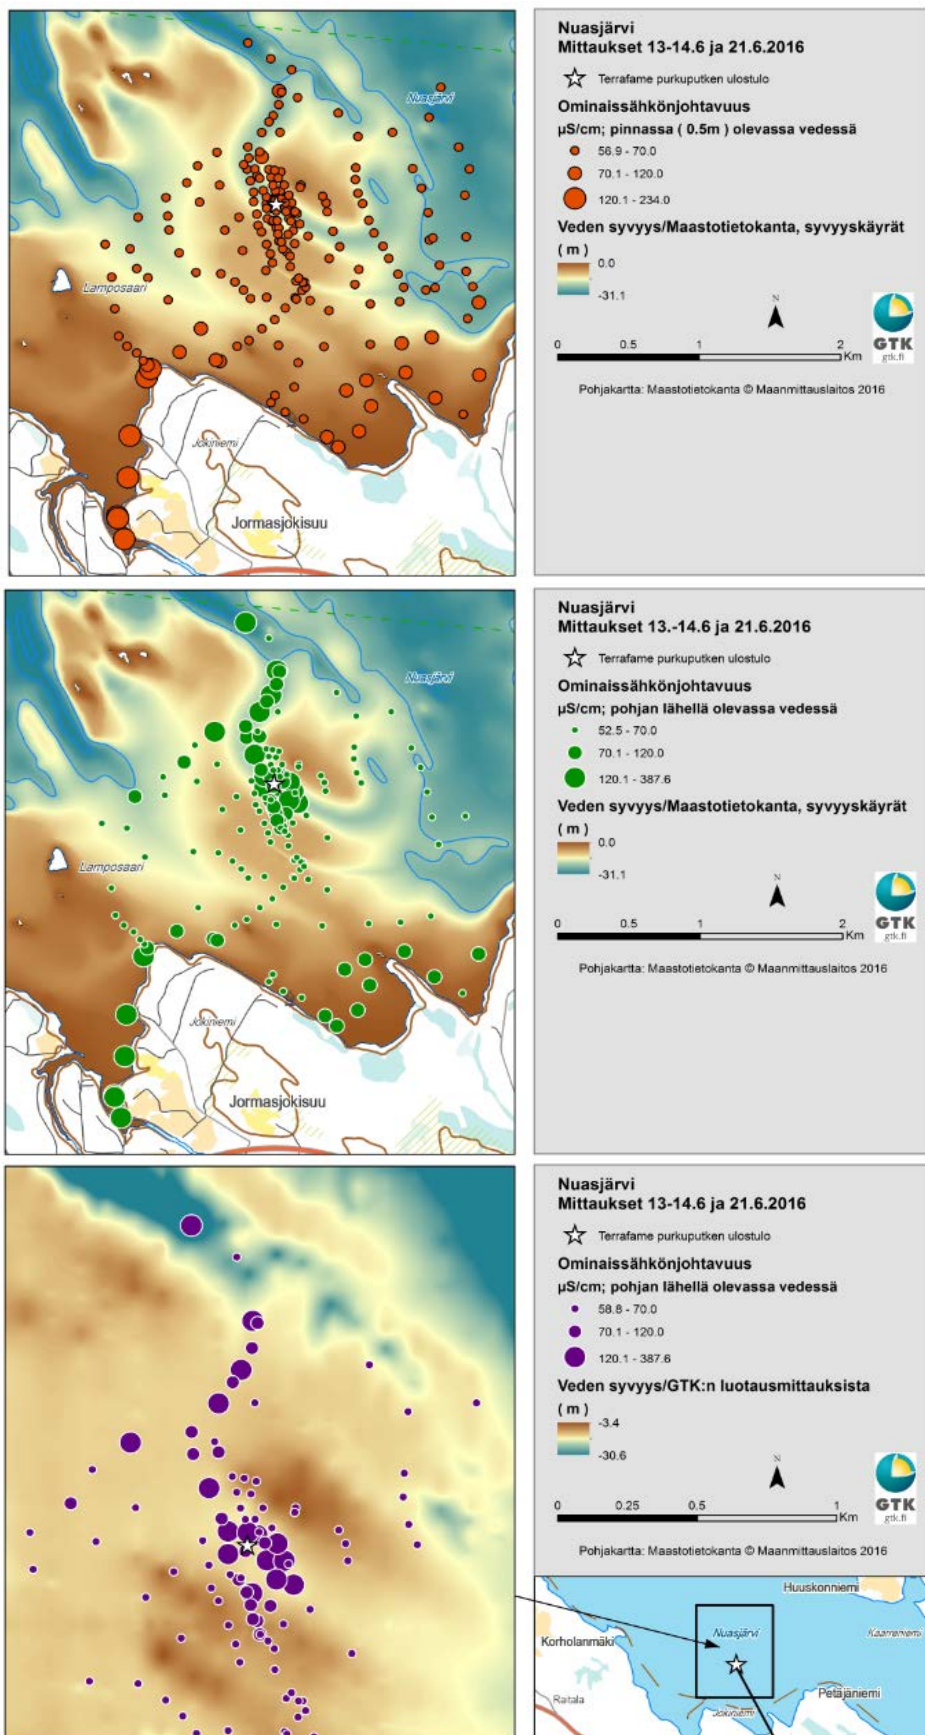 Nuasjärvi
Lamposaari
Jokiniemi
Jormasjokisuu
Nuasjärvi
Mittaukset 13-14.6 ja 21.6.2016
Terrafame purkuputken ulostulo
Ominaissähkönjohtavuus
µS/cm; pinnassa ( 0.5m ) olevassa vedessä
56.9 - 70.0
70.1 - 120.0
120.1 - 234.0
Veden syvyys/Maastotietokanta, syvyyskäyrät
( m )
0.0
-31.1
N
0 0.5 1 2
Km
GTK
gtk.fi
Pohjakartta: Maastotietokanta © Maanmittauslaitos 2016
Nuasjärvi
Lamposaari
Jokiniemi
Jormasjokisuu
Nuasjärvi
Mittaukset 13.-14.6 ja 21.6.2016
Terrafame purkuputken ulostulo
Ominaissähkönjohtavuus
µS/cm; pohjan lähellä olevassa vedessä
52.5 - 70.0
70.1 - 120.0
120.1 - 387.6
Veden syvyys/Maastotietokanta, syvyyskäyrät
( m )
0.0
-31.1
N
0 0.5 1 2
Km
GTK
gtk.fi
Pohjakartta: Maastotietokanta © Maanmittauslaitos 2016
Nuasjärvi
Mittaukset 13-14.6 ja 21.6.2016
Terrafame purkuputken ulostulo
Ominaissähkönjohtavuus
µS/cm; pohjan lähellä olevassa vedessä
58.8 - 70.0
70.1 - 120.0
120.1 - 387.6
Veden syvyys/GTK:n luotausmittauksista
( m )
-3.4
-30.6
N
0 0.25 0.5 1
Km
GTK
gtk.fi
Pohjakartta: Maastotietokanta © Maanmittauslaitos 2016
Huuskonniemi
Nuasjärvi
Kaarreniemi
Korholanmäki
Petäjäniemi
Ratala
Jokiniemi